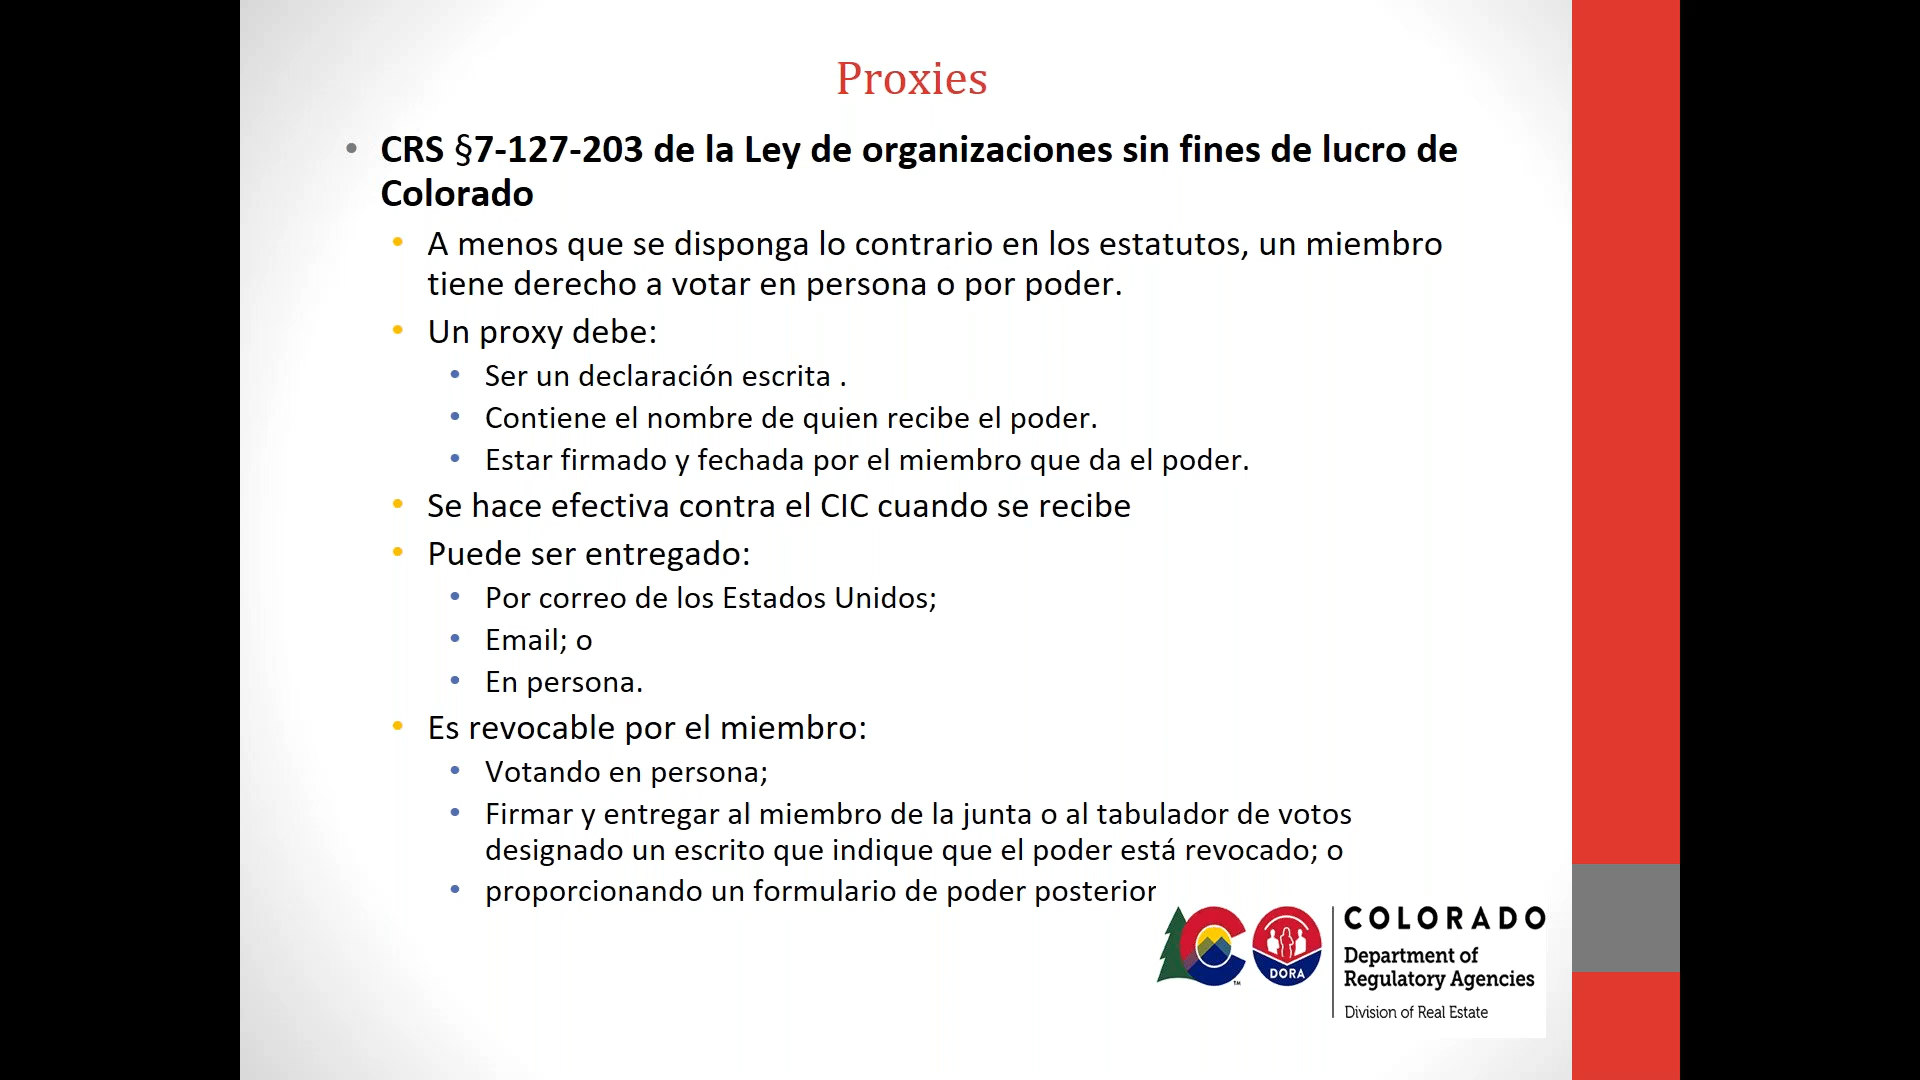 Proxies
• CRS §7-127-203 de la Ley de organizaciones sin fines de lucro de
Colorado
• A menos que se disponga lo contrario en los estatutos, un miembro
tiene derecho a votar en persona o por poder.
• Un proxy debe:
• Ser un declaración escrita .
• Contiene el nombre de quien recibe el poder.
• Estar firmado y fechada por el miembro que da el poder.
• Se hace efectiva contra el CIC cuando se recibe
• Puede ser entregado:
• Por correo de los Estados Unidos;
• Email; o
• En persona.
• Es revocable por el miembro:
• Votando en persona;
• Firmar y entregar al miembro de la junta o al tabulador de votos
designado un escrito que indique que el poder está revocado; o
• proporcionando un formulario de poder posterior
TM
DORA
COLORADO
Department of
Regulatory Agencies
Division of Real Estate